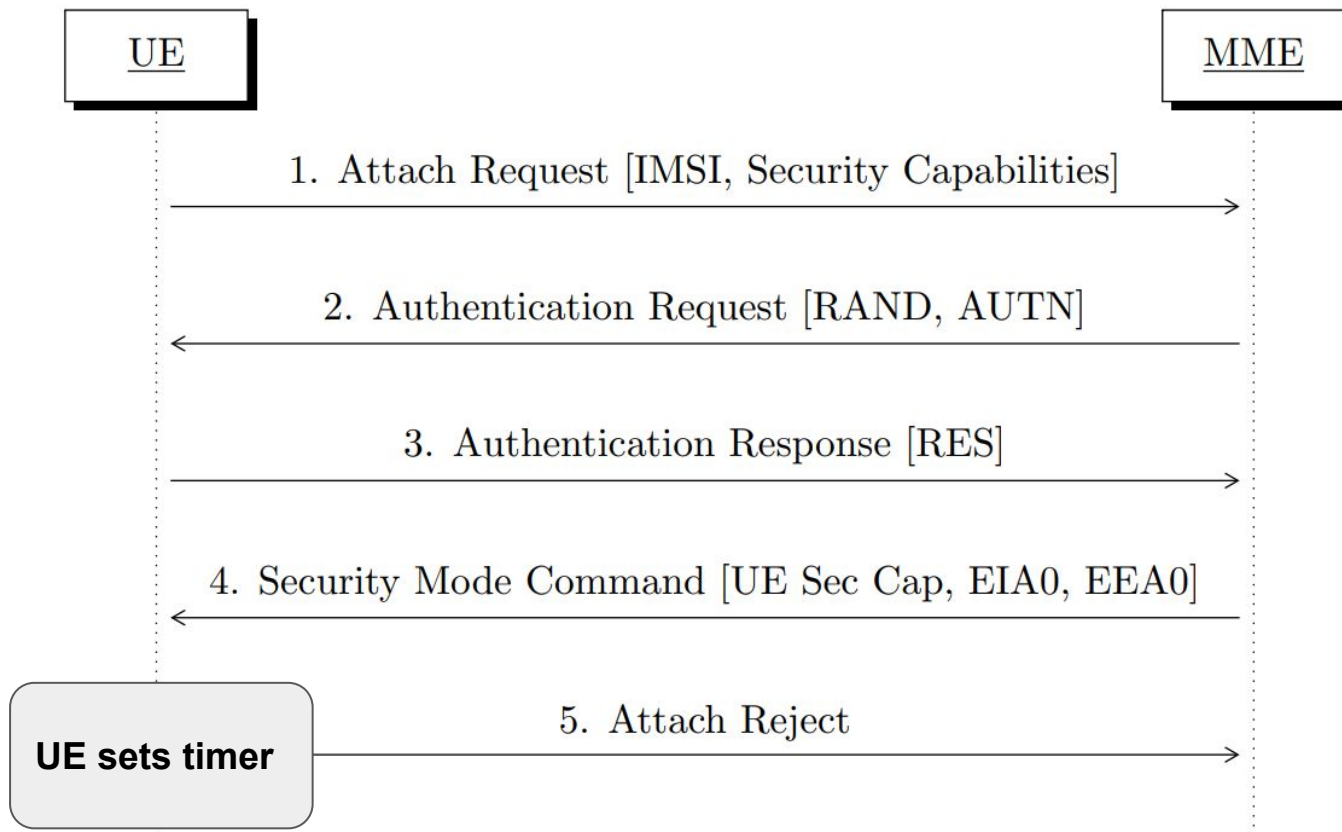 UE
MME
1. Attach Request [IMSI, Security Capabilities]
2. Authentication Request [RAND, AUTN]
3. Authentication Response [RES]
4. Security Mode Command [UE Sec Cap, EIA0, EEA0]
5. Attach Reject
UE sets timer